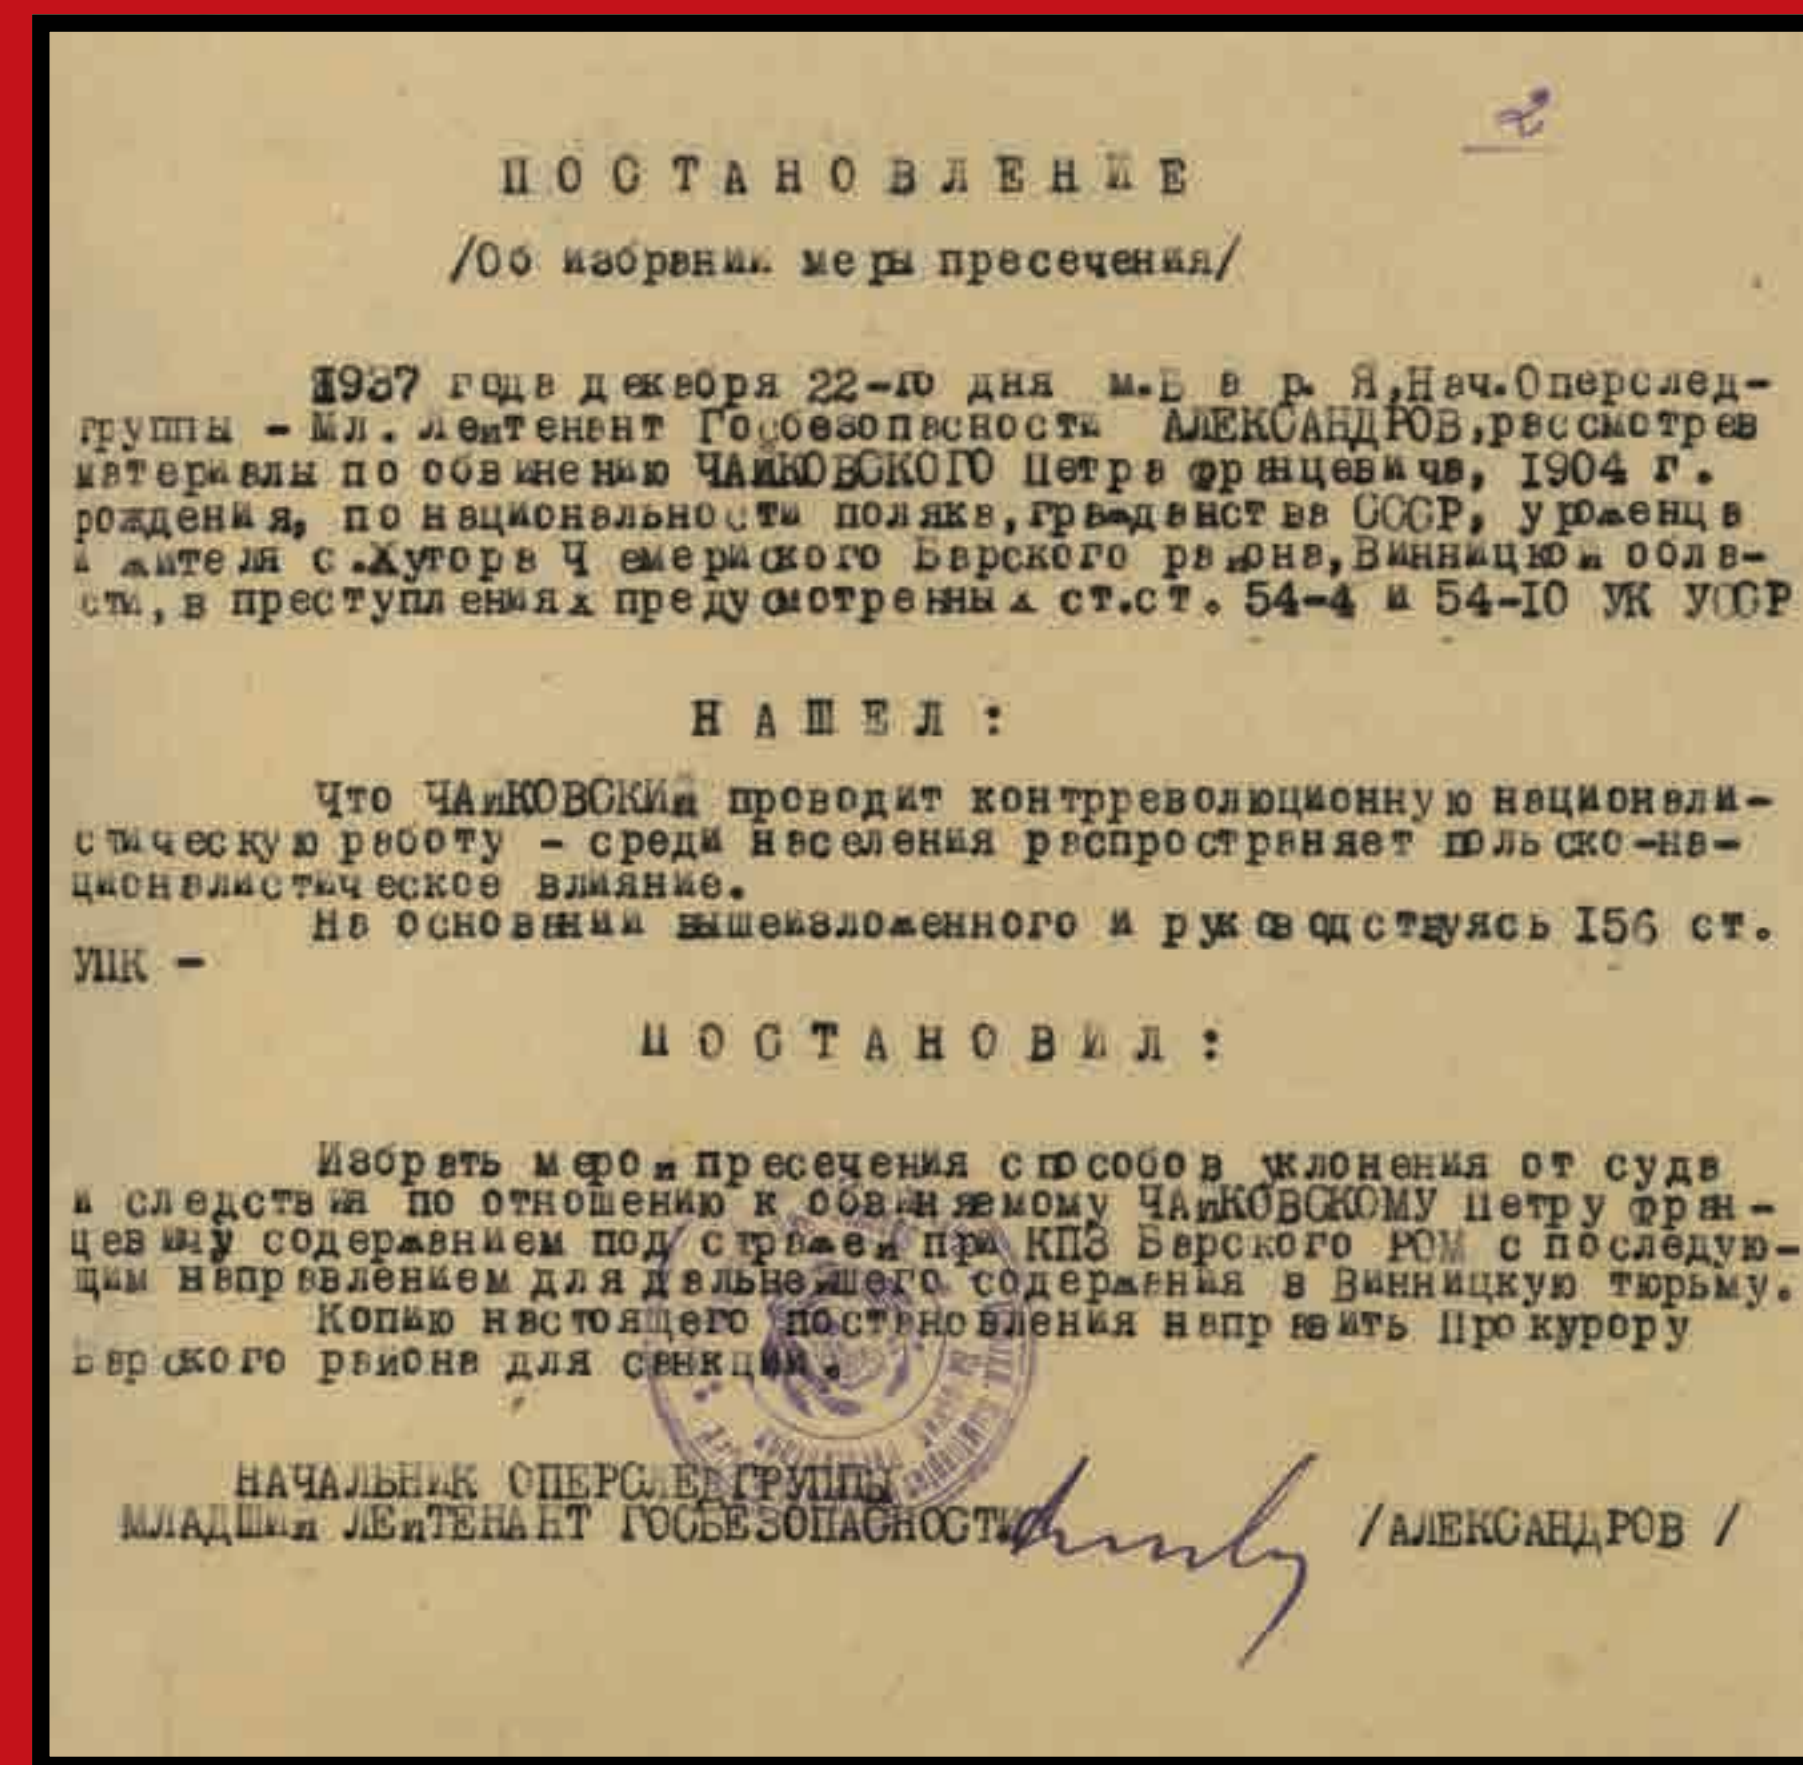 2
ПОСТАНОВЛЕНИЕ
/Об избрании меры пресечения/
1937 года декабря 22-го дня м.Б а р. Я,Нач.Оперслед-
группы - Мл. Лейтенант Госбезопасности АЛЕКСАНДРОВ,рассмотрев
материалы по обвинению ЧАЙКОВСКОГО Петра Францевича, 1904 г.
рождения, по национальности поляка,гражданства СССР, уроженца
и жителя с.Хутора Чемериского Барского района,Винницкой обла-
сти, в преступлениях предусмотренных ст.ст. 54-4 и 54-I0 УК УССР
НАШЕЛ:
Что ЧАЙКОВСКИЙ проводит контрреволюционную национали-
стическую работу - среди населения распространяет польско-на-
ционалистическое влияние.
На основании вышеизложенного и руководствуясь I56 ст.
УПК -
ПОСТАНОВИЛ:
Избрать мерой пресечения способов уклонения от суда
и следствия по отношению к обвиняемому ЧАЙКОВСКОМУ Петру Фран-
цевичу содержанием под стражей при КПЗ Барского РОМ с последую-
щим направлением для дальнейшего содержания в Винницкую тюрьму.
Копию настоящего постановления направить Прокурору
Барского района для санкции.
НАЧАЛЬНИК ОПЕРСЛЕДГРУППЫ
МЛАДШИЙ ЛЕЙТЕНАНТ ГОСБЕЗОПАСНОСТИ /АЛЕКСАНДРОВ /